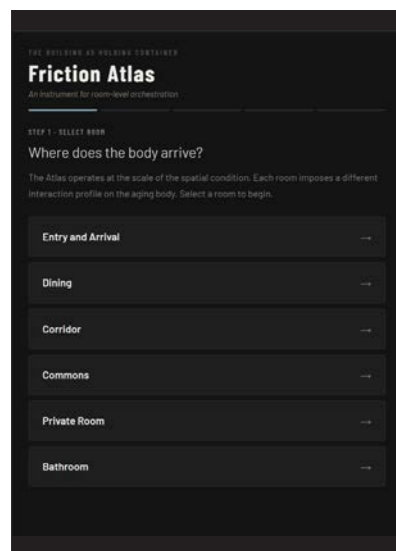 THE BUILDING AS HOLDING CONTAINER
Friction Atlas
An instrument for room-level orchestration
STEP 1 · SELECT ROOM
Where does the body arrive?
The Atlas operates at the scale of the spatial condition. Each room imposes a different
interaction profile on the aging body. Select a room to begin.
Entry and Arrival →
Dining →
Corridor →
Commons →
Private Room →
Bathroom →